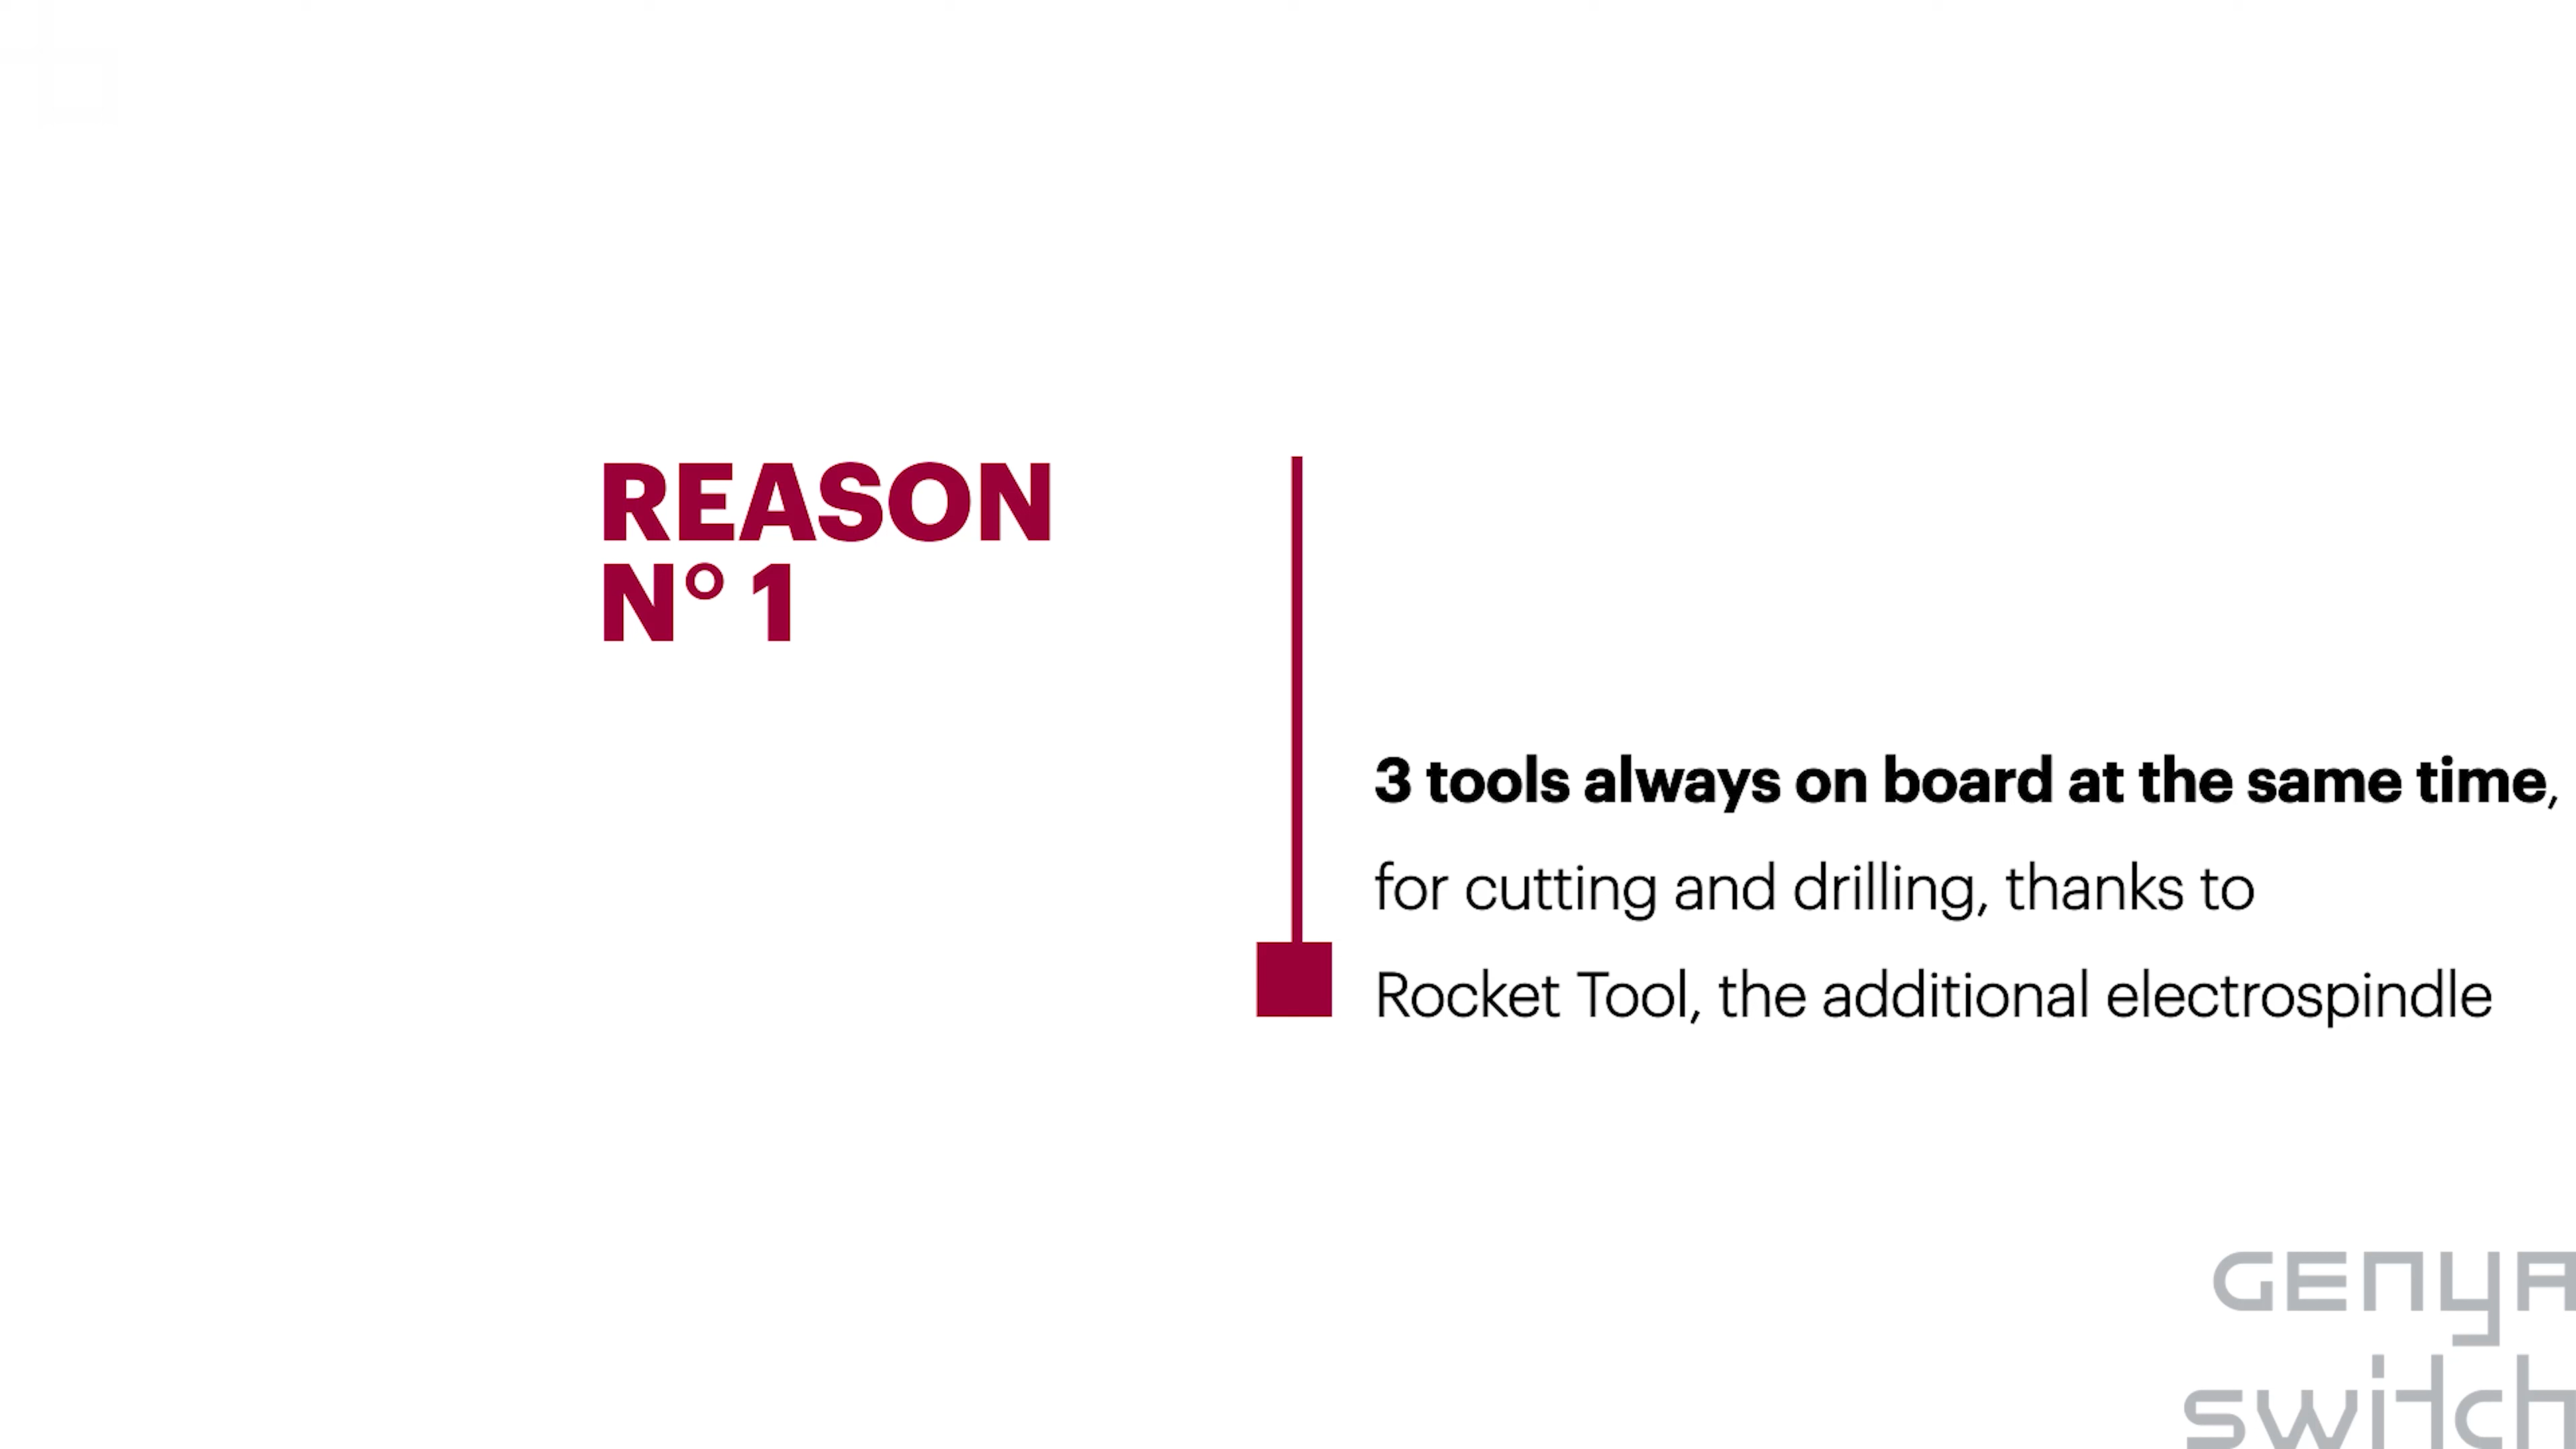 REASON
N° 1
3 tools always on board at the same time,
for cutting and drilling, thanks to
Rocket Tool, the additional electrospindle
GENYA
switch